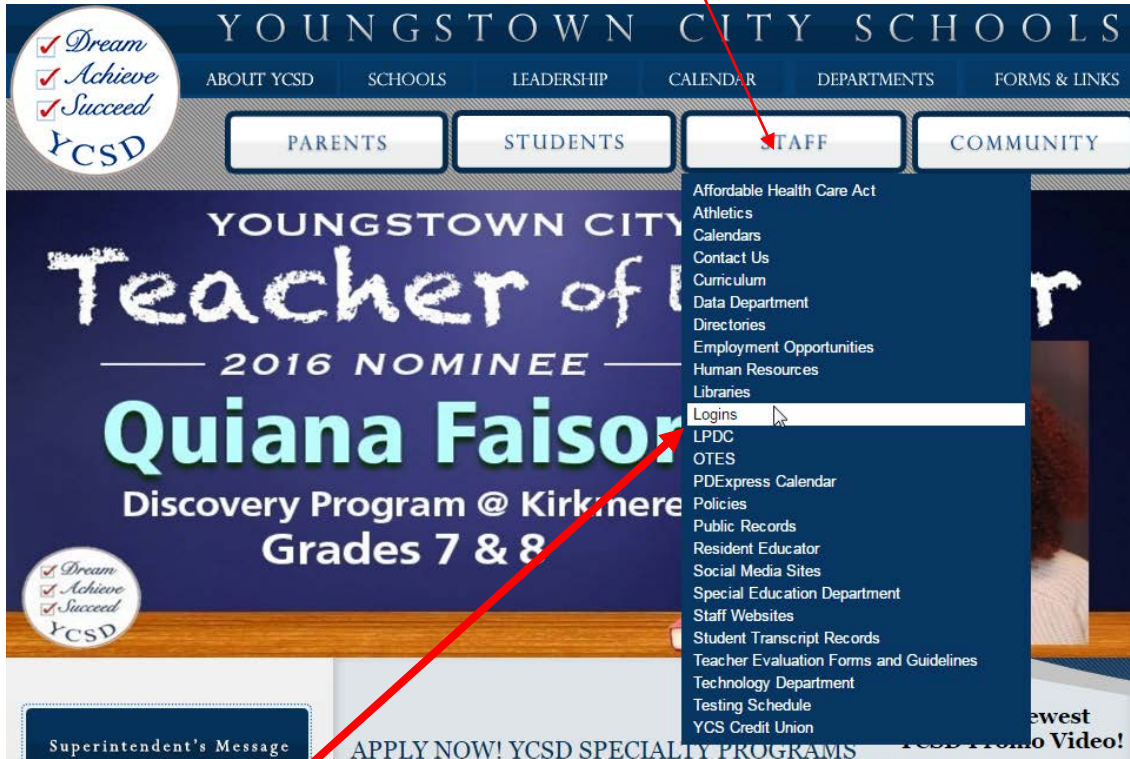 YOUNGSTOWN CITY SCHOOLS
Dream
Achieve
Succeed
YCSD
ABOUT YCSD SCHOOLS LEADERSHIP CALENDAR DEPARTMENTS FORMS & LINKS
PARENTS STUDENTS STAFF COMMUNITY
Affordable Health Care Act
Athletics
Calendars
Contact Us
Curriculum
Data Department
Directories
Employment Opportunities
Human Resources
Libraries
Logins
LPDC
OTES
PDExpress Calendar
Policies
Public Records
Resident Educator
Social Media Sites
Special Education Department
Staff Websites
Student Transcript Records
Teacher Evaluation Forms and Guidelines
Technology Department
Testing Schedule
YCS Credit Union
YOUNGSTOWN CITY
Teacher of
2016 NOMINEE
Quiana
Discovery Program @ Kirkmere
Grades 7 & 8
Dream
Achieve
Succeed
YCSD
Superintendent's Message
APPLY NOW! YCSD SPECIALTY PROGRAMS
Video!